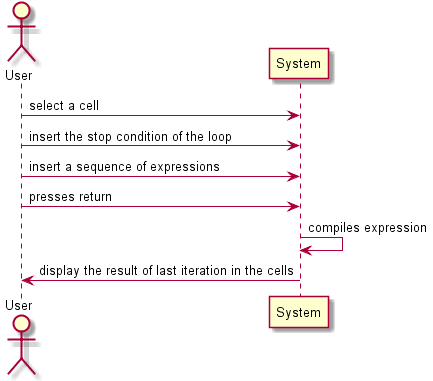 User
System
select a cell
insert the stop condition of the loop
insert a sequence of expressions
presses return
compiles expression
display the result of last iteration in the cells
User
System